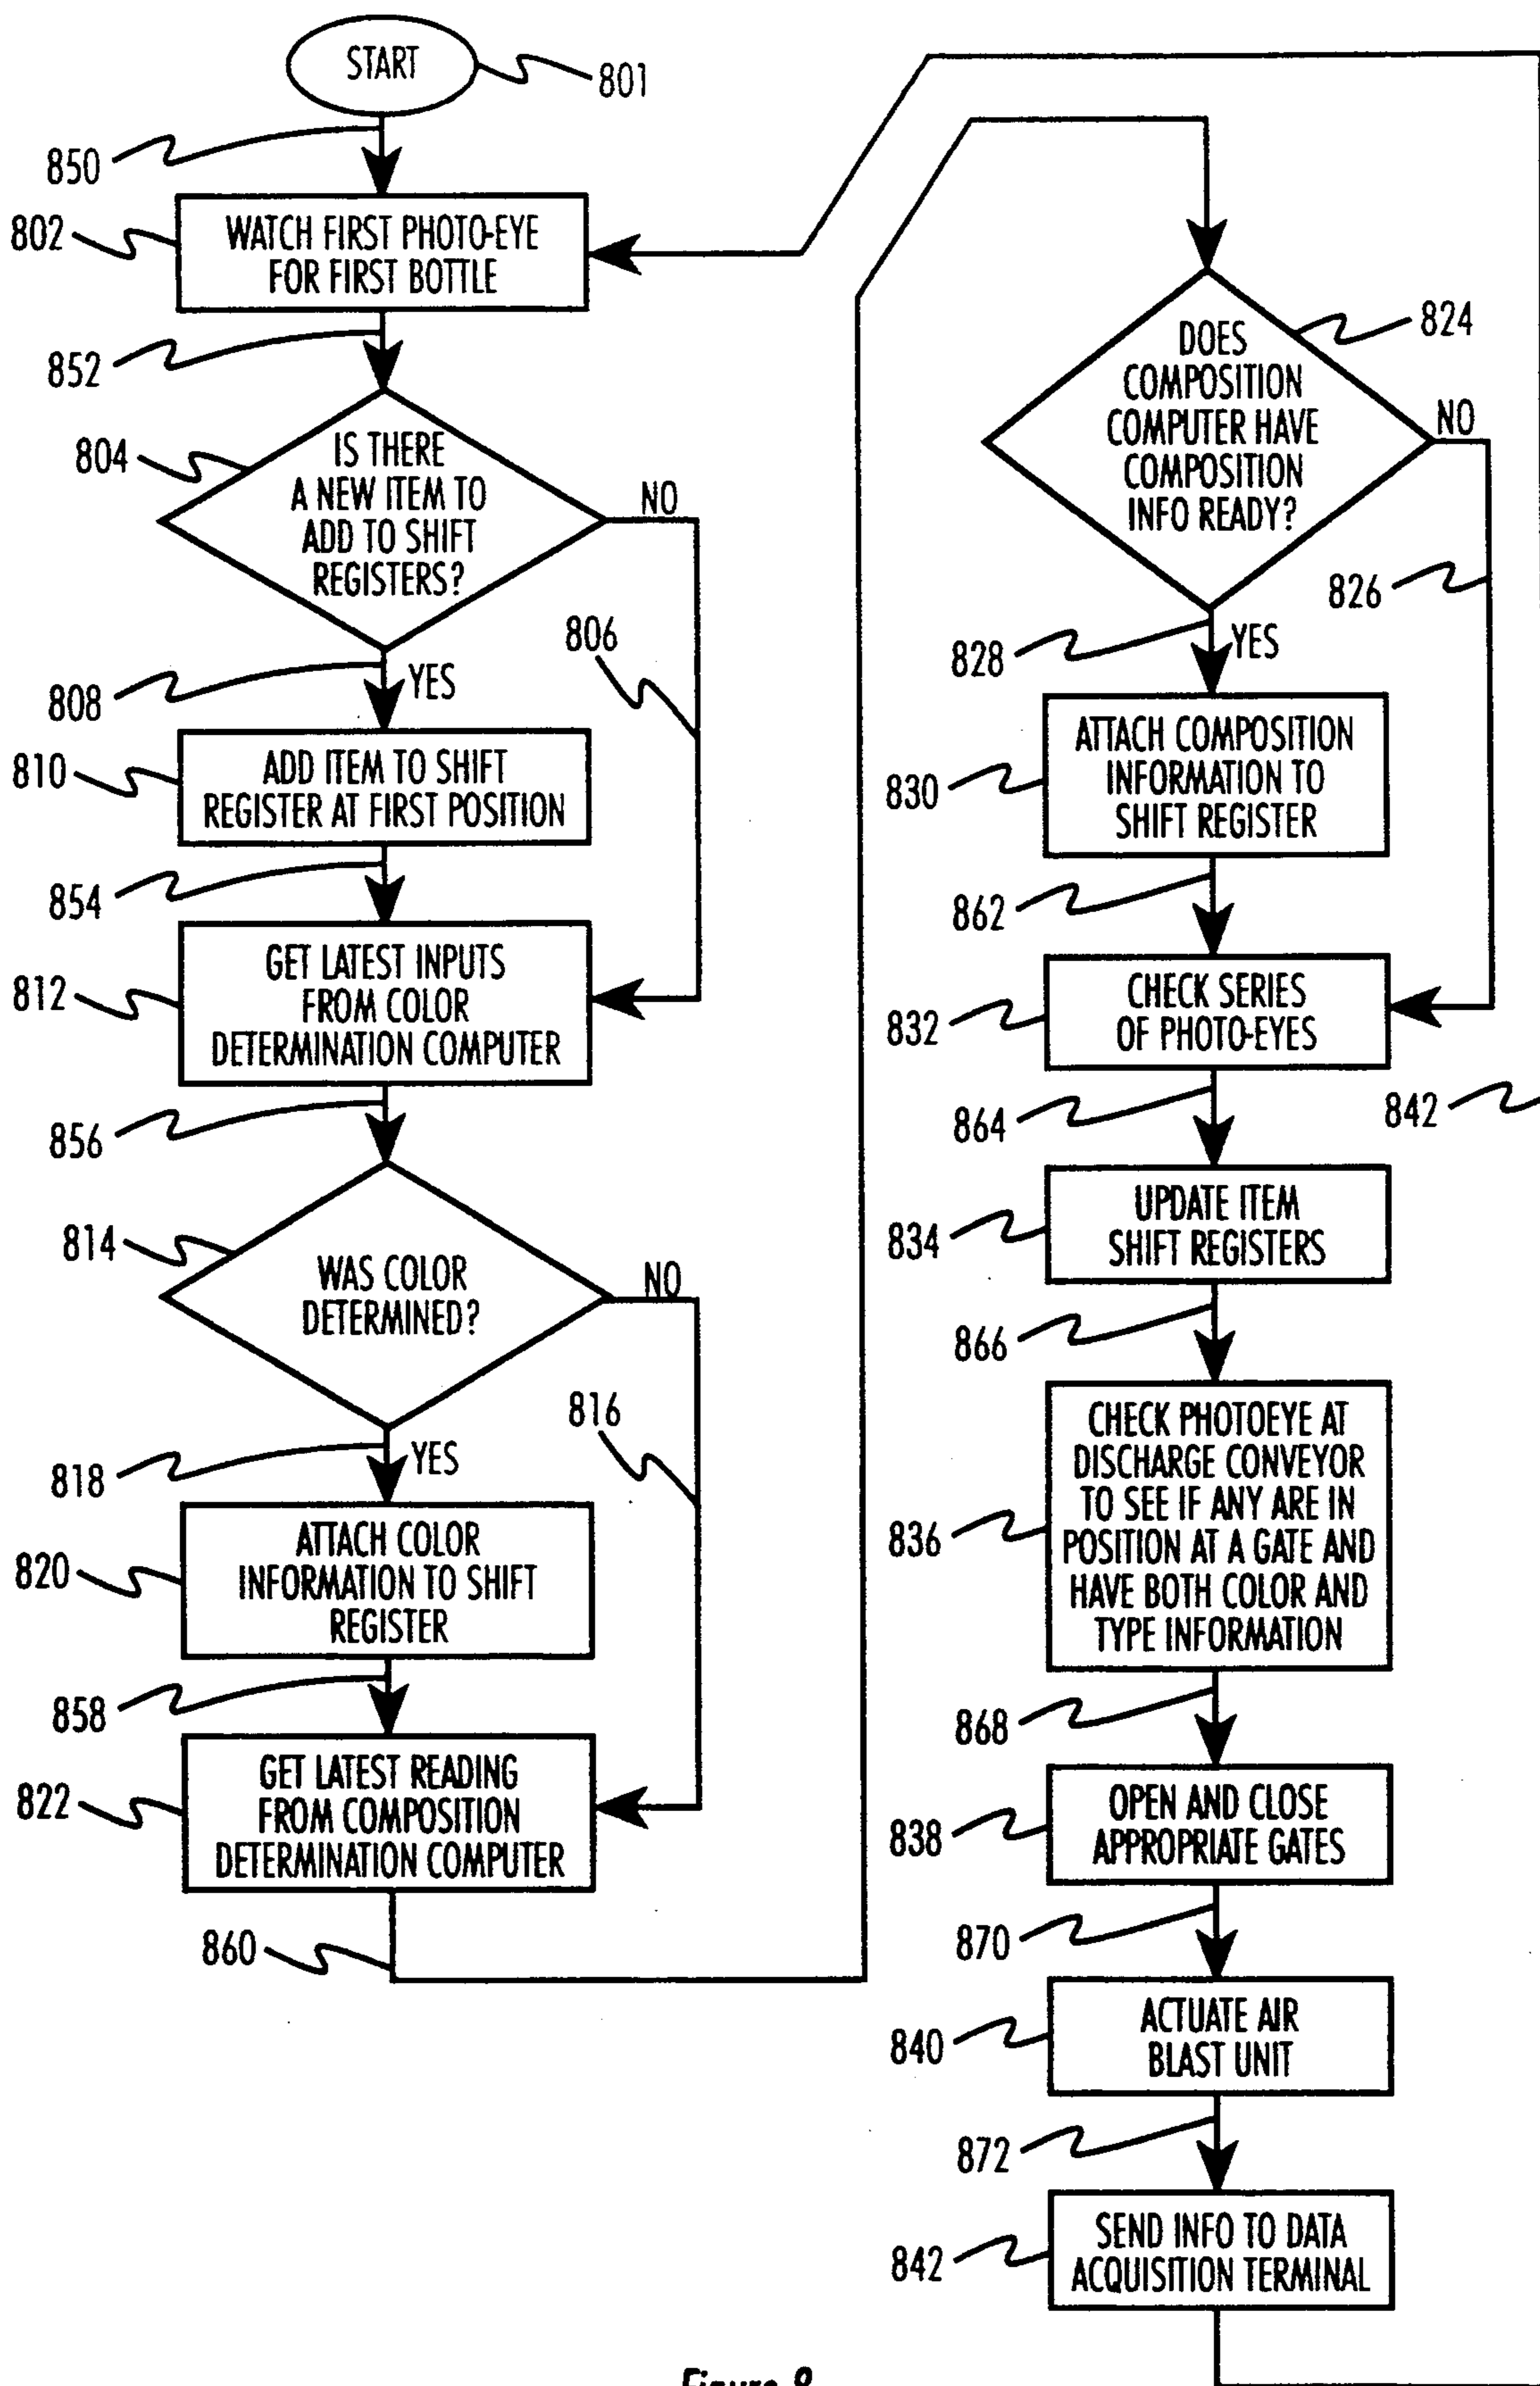 START
801
850
802
WATCH FIRST PHOTO-EYE
FOR FIRST BOTTLE
852
804
IS THERE
A NEW ITEM TO
ADD TO SHIFT
REGISTERS?
NO
806
808
YES
810
ADD ITEM TO SHIFT
REGISTER AT FIRST POSITION
854
812
GET LATEST INPUTS
FROM COLOR
DETERMINATION COMPUTER
856
814
WAS COLOR
DETERMINED?
NO
816
818
YES
820
ATTACH COLOR
INFORMATION TO SHIFT
REGISTER
858
822
GET LATEST READING
FROM COMPOSITION
DETERMINATION COMPUTER
860
824
DOES
COMPOSITION
COMPUTER HAVE
COMPOSITION
INFO READY?
NO
826
828
YES
830
ATTACH COMPOSITION
INFORMATION TO
SHIFT REGISTER
862
832
CHECK SERIES
OF PHOTO-EYES
864
842
834
UPDATE ITEM
SHIFT REGISTERS
866
836
CHECK PHOTOEYE AT
DISCHARGE CONVEYOR
TO SEE IF ANY ARE IN
POSITION AT A GATE AND
HAVE BOTH COLOR AND
TYPE INFORMATION
868
838
OPEN AND CLOSE
APPROPRIATE GATES
870
840
ACTUATE AIR
BLAST UNIT
872
842
SEND INFO TO DATA
ACQUISITION TERMINAL
Figure